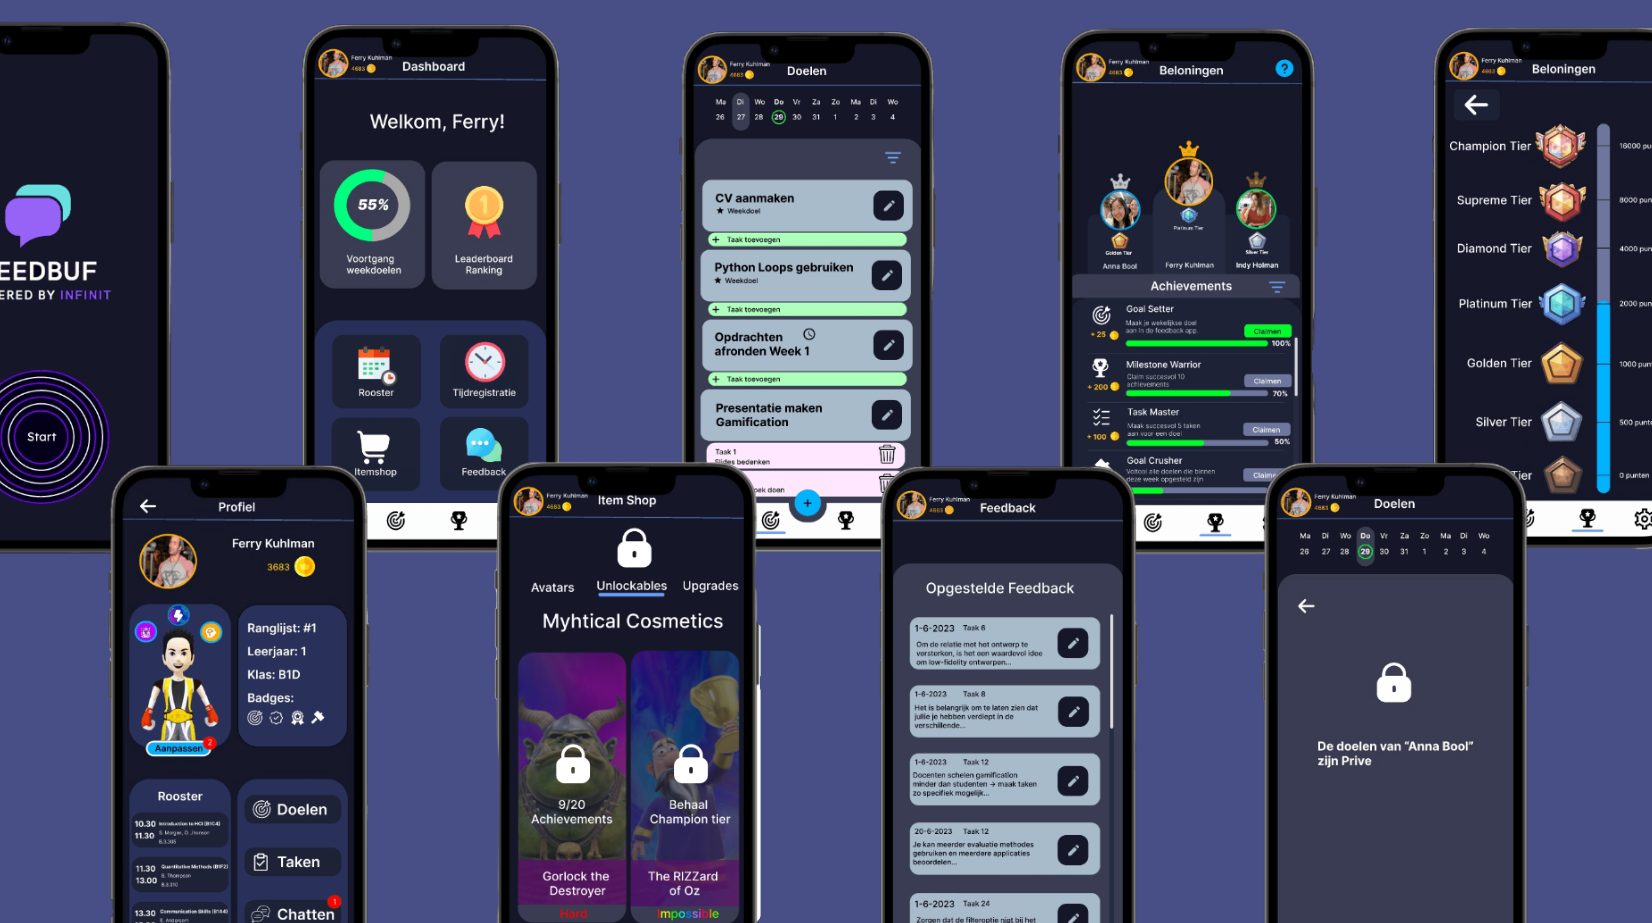 EEDBUF
ERED BY INFINIT
Start
Ferry Kuhlman
4683
Dashboard
Welkom, Ferry!
55%
Voortgang
weekdoelen
1
Leaderboard
Ranking
Rooster
Tijdregistratie
Itemshop
Feedback
Ferry Kuhlman
4683
Doelen
Ma Di Wo Do Vr Za Zo Ma Di Wo
26 27 28 29 30 31 1 2 3 4
CV aanmaken
★ Weekdoel
+ Taak toevoegen
Python Loops gebruiken
★ Weekdoel
+ Taak toevoegen
Opdrachten
afronden Week 1
+ Taak toevoegen
Presentatie maken
Gamification
Taak 1
Slides bedenken
oek doen
+
Ferry Kuhlman
4683
Beloningen
?
Platinum Tier
Golden Tier
Silver Tier
Anna Bool
Ferry Kuhlman
Indy Holman
Achievements
Goal Setter
Maak je wekelijkse doel
aan in de feedback app.
+ 25
Claimen
100%
Milestone Warrior
Claim succesvol 10
achievements
+ 200
Claimen
70%
Task Master
Maak succesvol 5 taken
aan voor een doel
+ 100
Claimen
50%
Goal Crusher
Voltooi alle doelen die binnen
deze week opgesteld zijn
Claime
Ferry Kuhlman
4683
Beloningen
Champion Tier
16000 pu
Supreme Tier
8000 pun
Diamond Tier
4000 pun
Platinum Tier
2000 pun
Golden Tier
1000 pun
Silver Tier
500 punt
Tier
0 punten
Profiel
Ferry Kuhlman
3683
Aanpassen
2
Ranglijst: #1
Leerjaar: 1
Klas: B1D
Badges:
Rooster
10.30 Introduction to HCI (B1C4)
11.30 S. Morgan, D. Jhonson
B.3.305
11.30 Quantitative Methods (B1F2)
13.00 B. Thompson
B.3.31C
13.30 Communication Skills (B1A4)
E. Anderson
Doelen
Taken
Chatten
1
Ferry Kuhlman
4683
Item Shop
Avatars
Unlockables
Upgrades
Myhtical Cosmetics
9/20
Achievements
Gorlock the
Destroyer
Hard
Behaal
Champion tier
The RIZZard
of Oz
Impossible
Ferry Kuhlman
4683
Feedback
Opgestelde Feedback
1-6-2023 Taak 6
Om de relatie met het ontwerp te
versterken, is het een waardevol idee
om low-fidelity ontwerpen...
1-6-2023 Taak 8
Het is belangrijk om te laten zien dat
jullie je hebben verdiept in de
verschillende...
1-6-2023 Taak 12
Docenten schelen gamification
minder dan studenten → maak taken
zo specifiek mogelijk...
20-6-2023 Taak 12
Je kan meerder evaluatie methodes
gebruiken en meerdere applicaties
beoordelen...
1-6-2023 Taak 24
Zorgen dat de filteroptie nigt bij het
Ferry Kuhlman
4683
Doelen
Ma Di Wo Do Vr Za Zo Ma Di Wo
26 27 28 29 30 31 1 2 3 4
De doelen van "Anna Bool"
zijn Prive